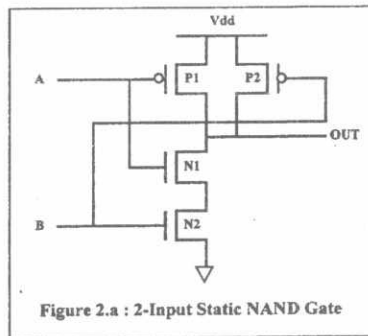 Vdd
A
P1
P2
OUT
N1
B
N2
Figure 2.a : 2-Input Static NAND Gate